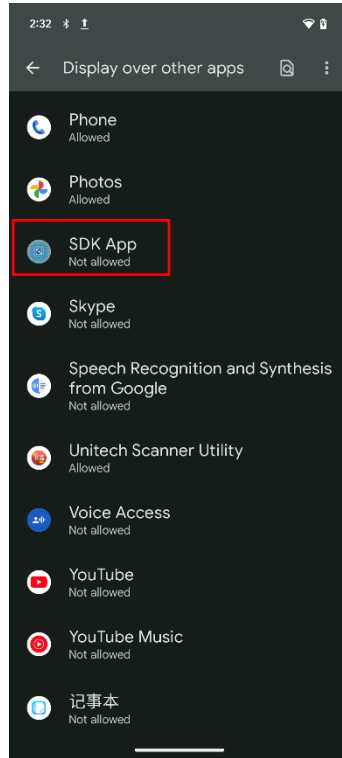 2:32
Display over other apps
Phone
Allowed
Photos
Allowed
SDK App
Not allowed
Skype
Not allowed
Speech Recognition and Synthesis
from Google
Not allowed
Unitech Scanner Utility
Allowed
Voice Access
Not allowed
YouTube
Not allowed
YouTube Music
Not allowed
记事本
Not allowed